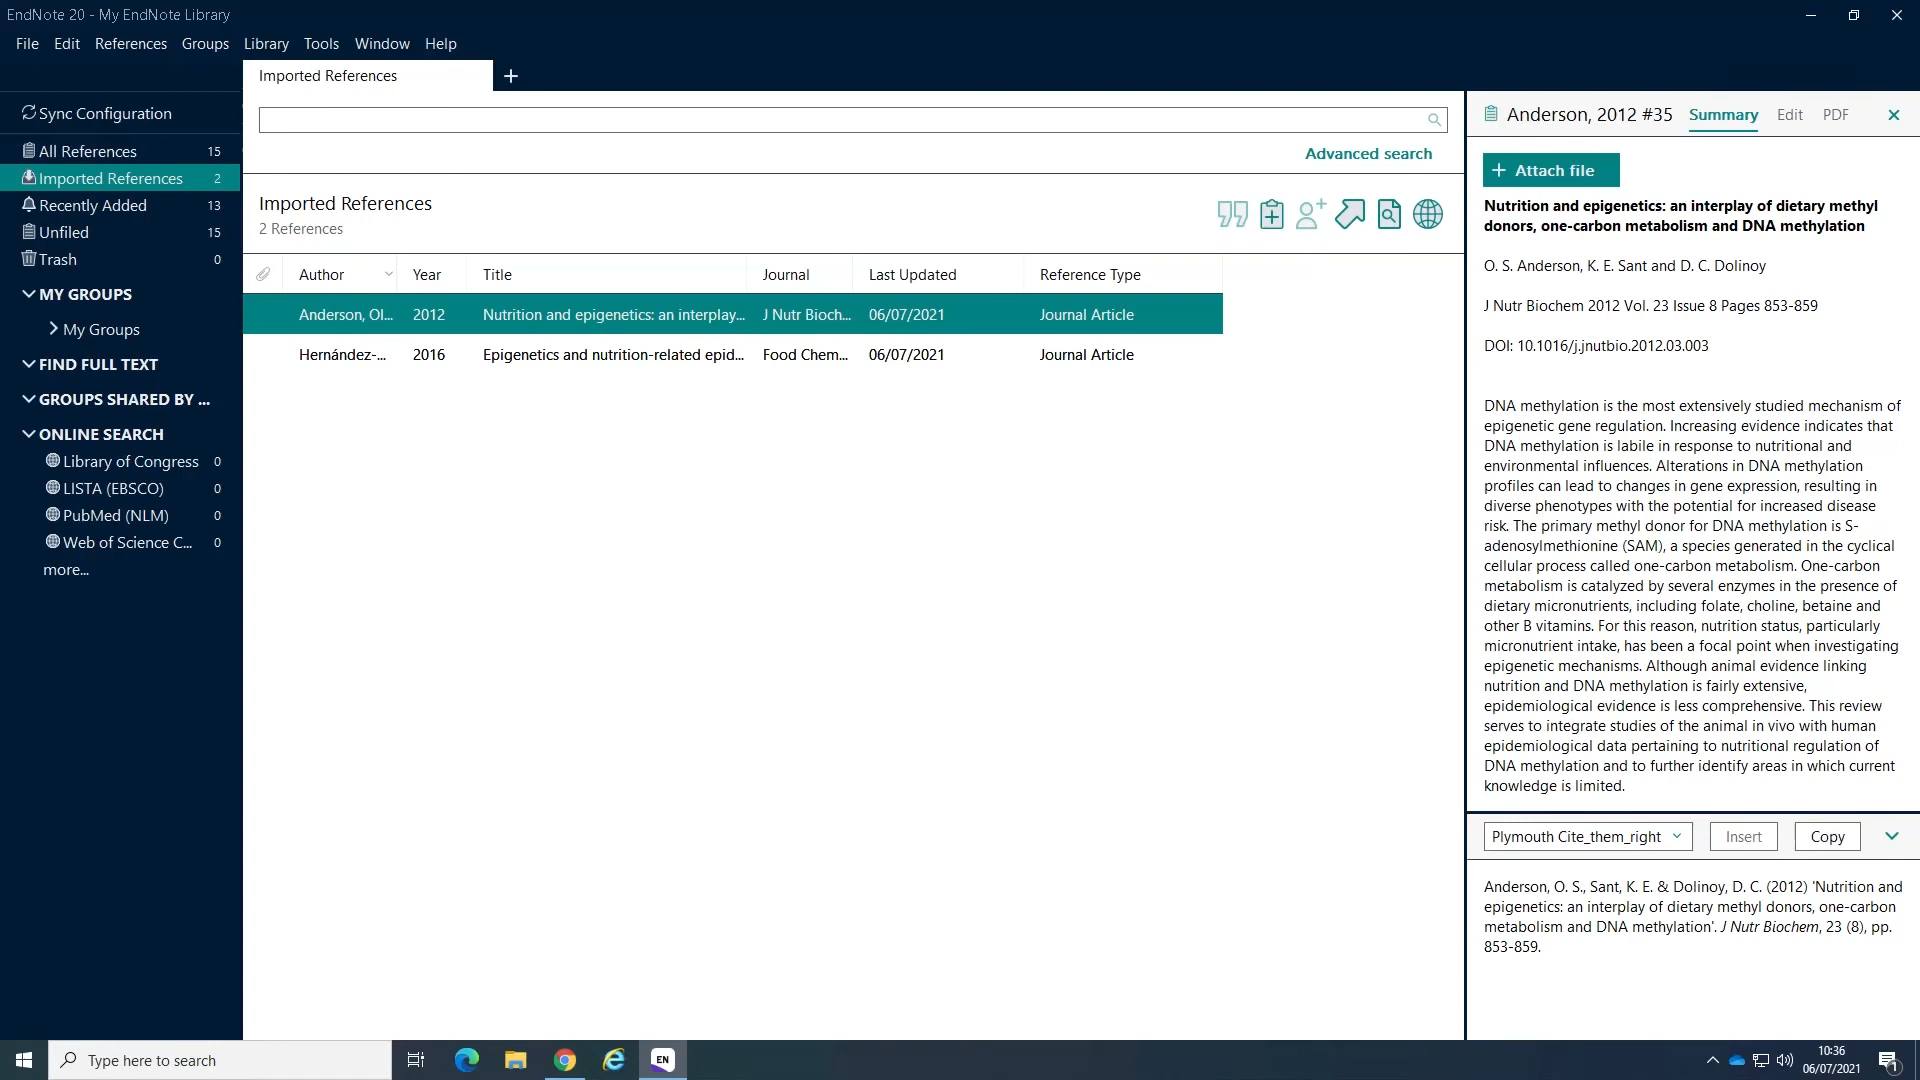 EndNote 20 - My EndNote Library
File Edit References Groups Library Tools Window Help
Imported References
Sync Configuration
All References 15
Imported References 2
Recently Added 13
Unfiled 15
Trash 0
MY GROUPS
My Groups
FIND FULL TEXT
GROUPS SHARED BY ...
ONLINE SEARCH
Library of Congress 0
LISTA (EBSCO) 0
PubMed (NLM) 0
Web of Science C... 0
more...
Advanced search
Imported References
2 References
Author Year Title Journal Last Updated Reference Type
Anderson, Ol... 2012 Nutrition and epigenetics: an interplay... J Nutr Bioch... 06/07/2021 Journal Article
Hernández-... 2016 Epigenetics and nutrition-related epid... Food Chem... 06/07/2021 Journal Article
Anderson, 2012 #35 Summary Edit PDF
+ Attach file
Nutrition and epigenetics: an interplay of dietary methyl
donors, one-carbon metabolism and DNA methylation
O. S. Anderson, K. E. Sant and D. C. Dolinoy
J Nutr Biochem 2012 Vol. 23 Issue 8 Pages 853-859
DOI: 10.1016/j.jnutbio.2012.03.003
DNA methylation is the most extensively studied mechanism of
epigenetic gene regulation. Increasing evidence indicates that
DNA methylation is labile in response to nutritional and
environmental influences. Alterations in DNA methylation
profiles can lead to changes in gene expression, resulting in
diverse phenotypes with the potential for increased disease
risk. The primary methyl donor for DNA methylation is S-
adenosylmethionine (SAM), a species generated in the cyclical
cellular process called one-carbon metabolism. One-carbon
metabolism is catalyzed by several enzymes in the presence of
dietary micronutrients, including folate, choline, betaine and
other B vitamins. For this reason, nutrition status, particularly
micronutrient intake, has been a focal point when investigating
epigenetic mechanisms. Although animal evidence linking
nutrition and DNA methylation is fairly extensive,
epidemiological evidence is less comprehensive. This review
serves to integrate studies of the animal in vivo with human
epidemiological data pertaining to nutritional regulation of
DNA methylation and to further identify areas in which current
knowledge is limited.
Plymouth Cite_them_right Insert Copy
Anderson, O. S., Sant, K. E. & Dolinoy, D. C. (2012) 'Nutrition and
epigenetics: an interplay of dietary methyl donors, one-carbon
metabolism and DNA methylation'. J Nutr Biochem, 23 (8), pp.
853-859.
Type here to search
EN
10:36
06/07/2021
1